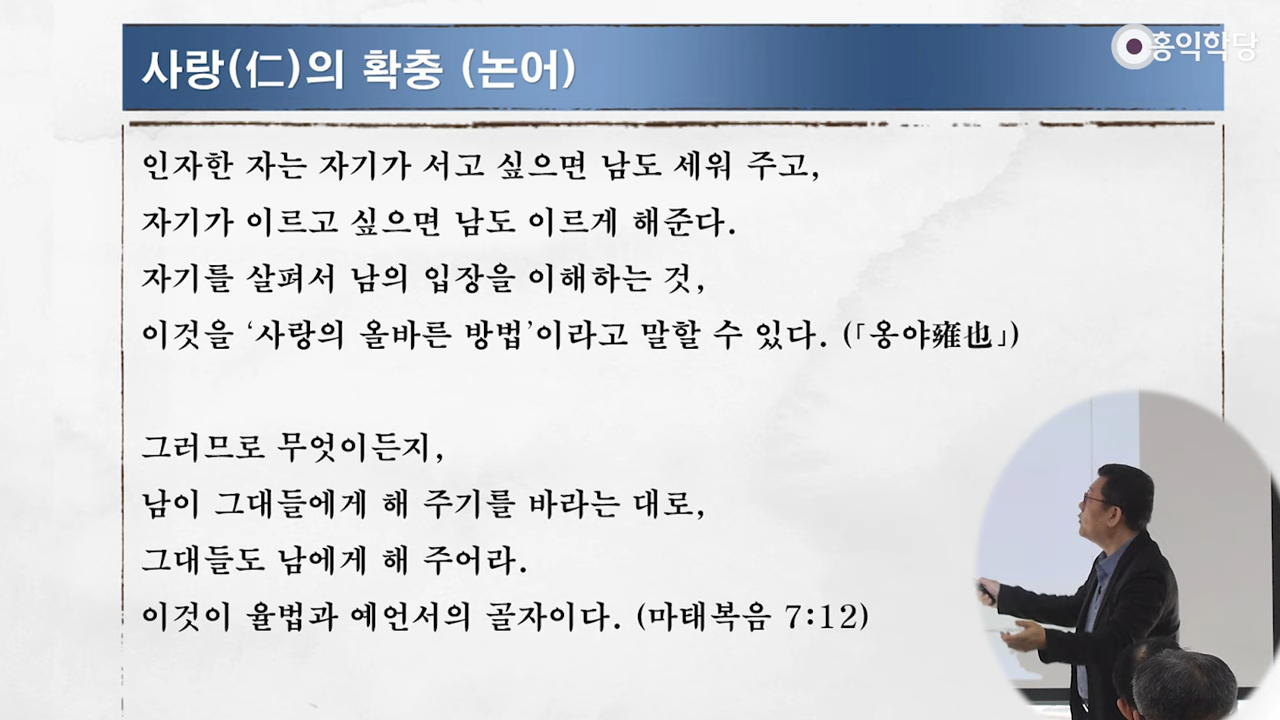 사랑(仁)의 확충 (논어)
홍익학당
인자한 자는 자기가 서고 싶으면 남도 세워 주고,
자기가 이르고 싶으면 남도 이르게 해준다.
자기를 살펴서 남의 입장을 이해하는 것,
이것을 ‘사랑의 올바른 방법’이라고 말할 수 있다. (「옹야雍也」)
그러므로 무엇이든지,
남이 그대들에게 해 주기를 바라는 대로,
그대들도 남에게 해 주어라.
이것이 율법과 예언서의 골자이다. (마태복음 7:12)